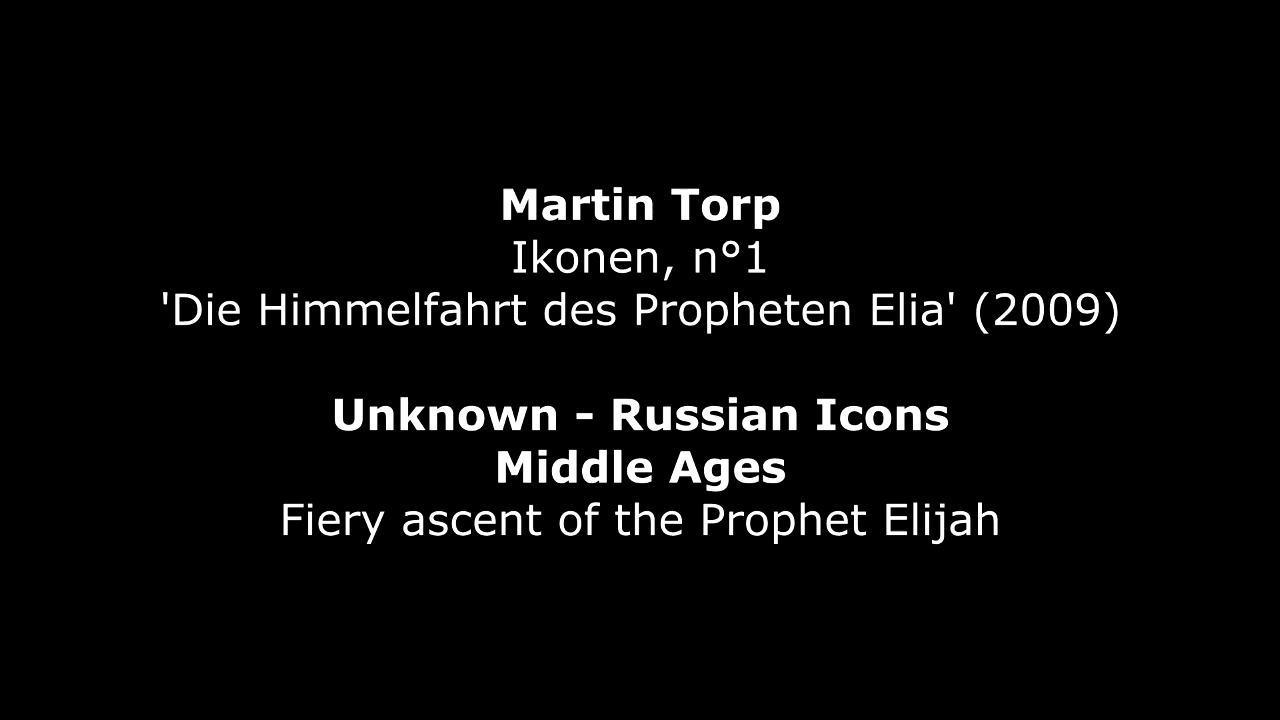 Martin Torp
Ikonen, n°1
'Die Himmelfahrt des Propheten Elia' (2009)
Unknown - Russian Icons
Middle Ages
Fiery ascent of the Prophet Elijah